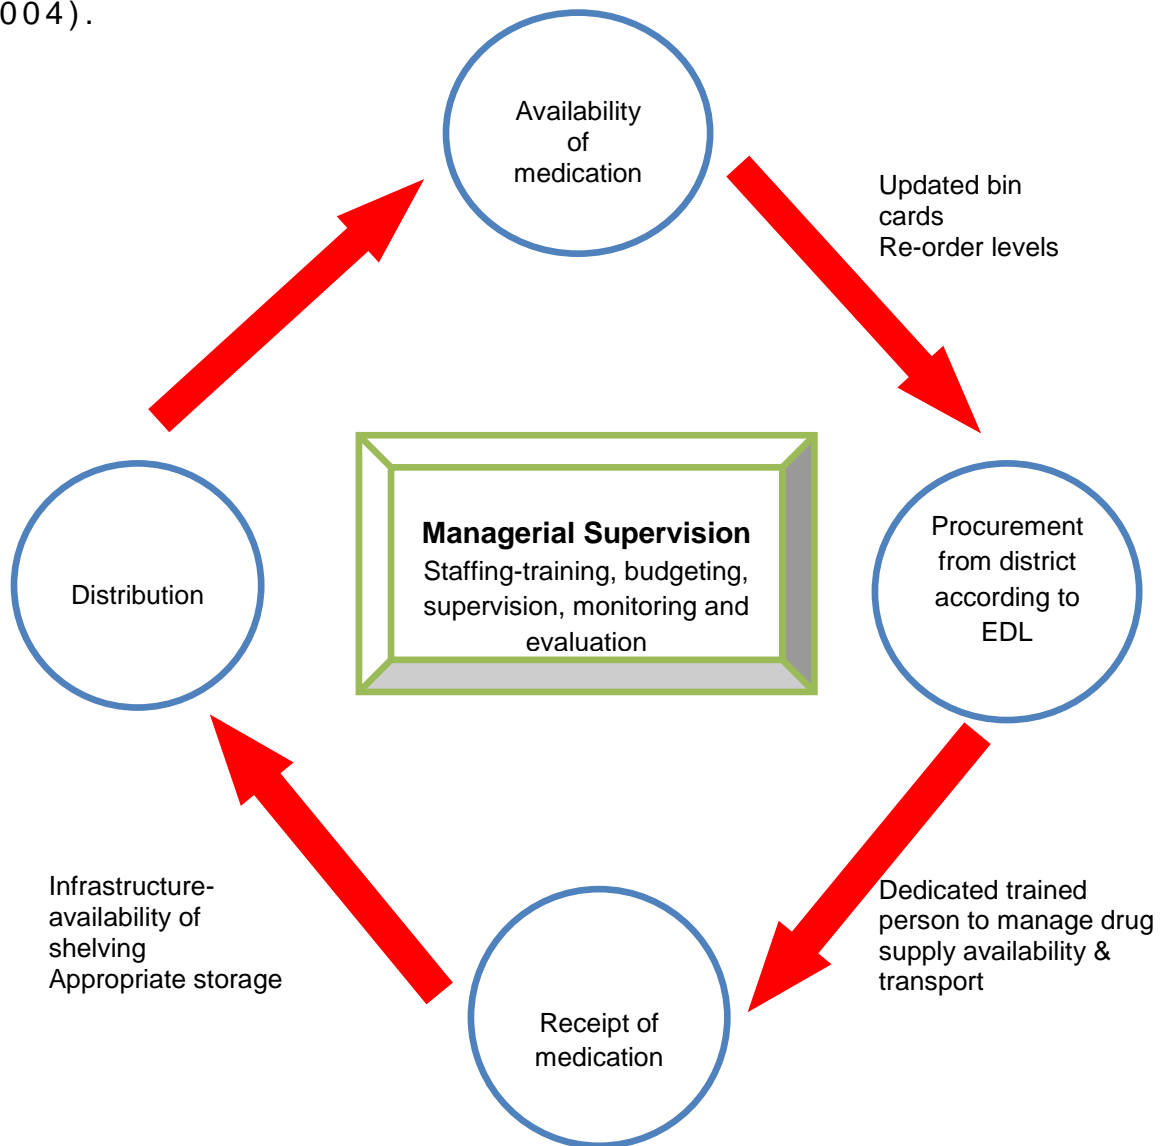 004).
Availability
of
medication
Updated bin
cards
Re-order levels
Managerial Supervision
Staffing-training, budgeting,
supervision, monitoring and
evaluation
Procurement
from district
according to
EDL
Distribution
Infrastructure-
availability of
shelving
Appropriate storage
Dedicated trained
person to manage drug
supply availability &
transport
Receipt of
medication